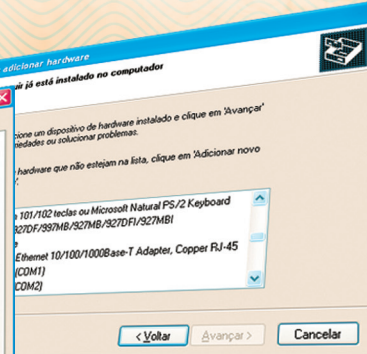 adicionar hardware
uir já está instalado no computador
cione um dispositivo de hardware instalado e clique em 'Avançar'
riedades ou solucionar problemas.
hardware que não estejam na lista, clique em 'Adicionar novo
101/102 teclas ou Microsoft Natural PS/2 Keyboard
927DF/997MB/927MB/927DFI/927MBI
e
Ethernet 10/100/1000Base-T Adapter, Copper RJ-45
(COM1)
COM2)
< Voltar Avançar > Cancelar